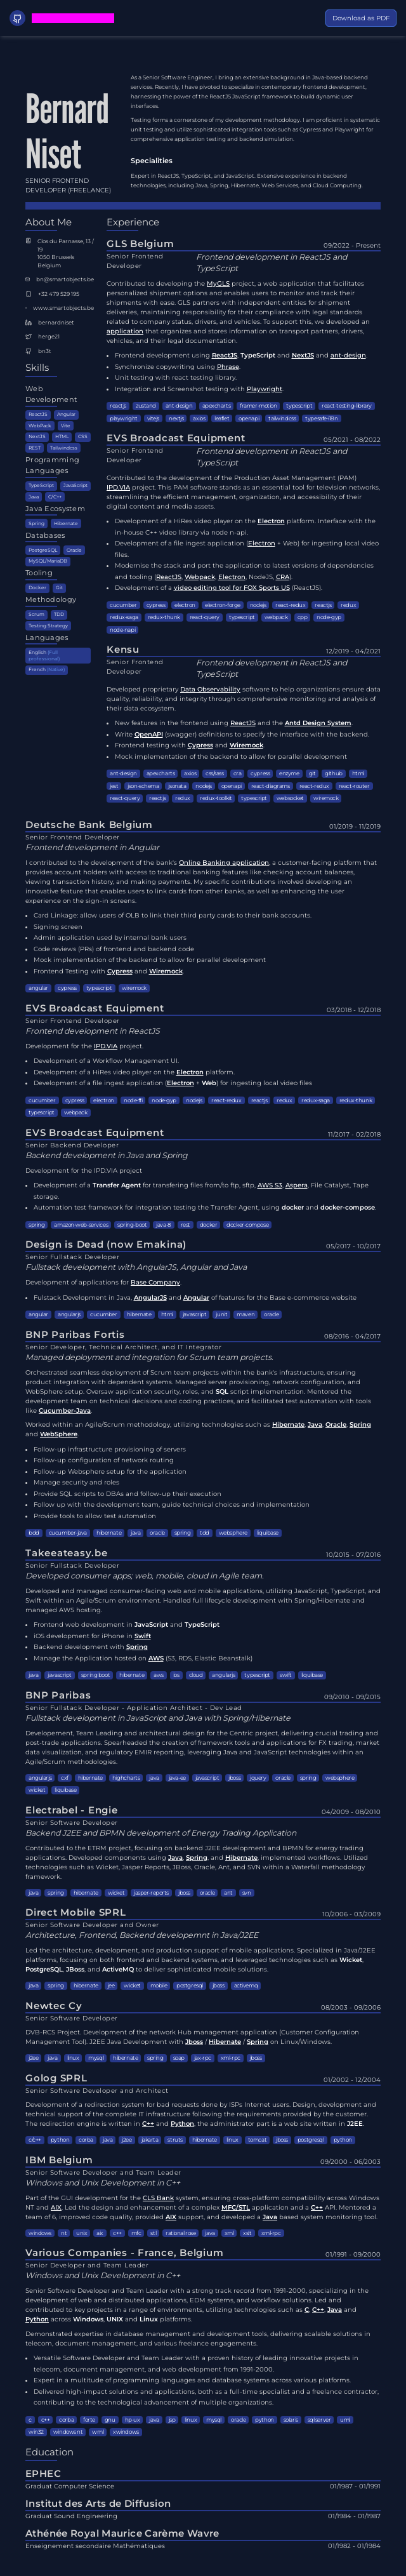 Download as PDF
Bernard
Niset
SENIOR FRONTEND
DEVELOPER (FREELANCE)
As a Senior Software Engineer, I bring an extensive background in Java-based backend
services. Recently, I have pivoted to specialize in contemporary frontend development,
harnessing the power of the ReactJS JavaScript framework to build dynamic user
interfaces.
Testing forms a cornerstone of my development methodology. I am proficient in systematic
unit testing and utilize sophisticated integration tools such as Cypress and Playwright for
comprehensive application testing and backend simulation.
Specialities
Expert in ReactJS, TypeScript, and JavaScript. Extensive experience in backend
technologies, including Java, Spring, Hibernate, Web Services, and Cloud Computing.
About Me
Clos du Parnasse, 13 /
19
1050 Brussels
Belgium
bn@smartobjects.be
+32 479 529 195
www.smartobjects.be
bernardniset
herge21
bn3t
Skills
Web
Development
ReactJS Angular
WebPack Vite
NextJS HTML CSS
REST Tailwindcss
Programming
Languages
TypeScript JavaScript
Java C/C++
Java Ecosystem
Spring Hibernate
Databases
PostgreSQL Oracle
MySQL/MariaDB
Tooling
Docker Git
Methodology
Scrum TDD
Testing Strategy
Languages
English (Full
professional)
French (Native)
Experience
GLS Belgium 09/2022 - Present
Senior Frontend
Developer
Frontend development in ReactJS and
TypeScript
Contributed to developing the MyGLS project, a web application that facilitates
personalized logistics and enables users to monitor and track their
shipments with ease. GLS partners with independent entities for shipment
deliveries, maintaining their own regulations and legal standards
related to company status, drivers, and vehicles. To support this, we developed an
application that organizes and stores information on transport partners, drivers,
vehicles, and their legal documentation.
• Frontend development using ReactJS, TypeScript and NextJS and ant-design.
• Synchronize copywriting using Phrase.
• Unit testing with react testing library.
• Integration and Screenshot testing with Playwright.
reactjs zustand ant-design apexcharts framer-motion typescript react-testing-library
playwright vitejs nextjs axios leaflet openapi tailwindcss typesafe-i18n
EVS Broadcast Equipment 05/2021 - 08/2022
Senior Frontend
Developer
Frontend development in ReactJS and
TypeScript
Contributed to the development of the Production Asset Management (PAM)
IPD.VIA project. This PAM software stands as an essential tool for television networks,
streamlining the efficient management, organization, and distribution of their
digital content and media assets.
• Development of a HiRes video player on the Electron platform. Interface with the
in-house C++ video library via node n-api.
• Development of a file ingest application (Electron + Web) for ingesting local video
files.
• Modernise the stack and port the application to latest versions of dependencies
and tooling (ReactJS, Webpack, Electron, NodeJS, CRA).
• Development of a video editing tool for FOX Sports US (ReactJS).
cucumber cypress electron electron-forge nodejs react-redux reactjs redux
redux-saga redux-thunk react-query typescript webpack cpp node-gyp
node-napi
Kensu 12/2019 - 04/2021
Senior Frontend
Developer
Frontend development in ReactJS and
TypeScript
Developed proprietary Data Observability software to help organizations ensure data
quality, reliability, and integrity through comprehensive monitoring and analysis of
their data ecosystem.
• New features in the frontend using ReactJS and the Antd Design System.
• Write OpenAPI (swagger) definitions to specify the interface with the backend.
• Frontend testing with Cypress and Wiremock.
• Mock implementation of the backend to allow for parallel development
ant-design apexcharts axios cra cypress enzyme git github html
jest json-schema jsonata nodejs openapi react-diagrams react-redux react-router
react-query reactjs redux redux-toolkit typescript websocket wiremock
Deutsche Bank Belgium 01/2019 - 11/2019
Senior Frontend Developer
Frontend development in Angular
I contributed to the development of the bank's Online Banking application, a customer-facing platform that
provides account holders with access to traditional banking features like checking account balances,
viewing transaction history, and making payments. My specific contributions involved developing an
innovative feature that enables users to link cards from other banks, as well as enhancing the user
experience on the sign-in screens.
• Card Linkage: allow users of OLB to link their third party cards to their bank accounts.
• Signing screen
• Admin application used by internal bank users
• Code reviews (PRs) of frontend and backend code
• Mock implementation of the backend to allow for parallel development
• Frontend Testing with Cypress and Wiremock.
angular cypress typescript wiremock
EVS Broadcast Equipment 03/2018 - 12/2018
Senior Frontend Developer
Frontend development in ReactJS
Development for the IPD.VIA project.
• Development of a Workflow Management UI.
• Development of a HiRes video player on the Electron platform.
• Development of a file ingest application (Electron + Web) for ingesting local video files
cucumber cypress electron node-ffi node-gyp nodejs react-redux reactjs redux redux-saga redux-thunk
typescript webpack
EVS Broadcast Equipment 11/2017 - 02/2018
Senior Backend Developer
Backend development in Java and Spring
Development for the IPD.VIA project
• Development of a Transfer Agent for transfering files from/to ftp, sftp, AWS S3, Aspera, File Catalyst, Tape
storage.
• Automation test framework for integration testing the Transfer Agent, using docker and docker-compose.
spring amazon-web-services spring-boot java-8 rest docker docker-compose
Design is Dead (now Emakina) 05/2017 - 10/2017
Senior Fullstack Developer
Fullstack development with AngularJS, Angular and Java
Development of applications for Base Company.
• Fulstack Development in Java, AngularJS and Angular of features for the Base e-commerce website
angular angularjs cucumber hibernate html javascript junit maven oracle
BNP Paribas Fortis 08/2016 - 04/2017
Senior Developer, Technical Architect, and IT Integrator
Managed deployment and integration for Scrum team projects.
Orchestrated seamless deployment of Scrum team projects within the bank's infrastructure, ensuring
product integration with dependent systems. Managed server provisioning, network configuration, and
WebSphere setup. Oversaw application security, roles, and SQL script implementation. Mentored the
development team on technical decisions and coding practices, and facilitated test automation with tools
like Cucumber-Java.
Worked within an Agile/Scrum methodology, utilizing technologies such as Hibernate, Java, Oracle, Spring
and WebSphere.
• Follow-up infrastructure provisioning of servers
• Follow-up configuration of network routing
• Follow-up Websphere setup for the application
• Manage security and roles
• Provide SQL scripts to DBAs and follow-up their execution
• Follow up with the development team, guide technical choices and implementation
• Provide tools to allow test automation
bdd cucumber-java hibernate java oracle spring tdd websphere liquibase
Takeeateasy.be 10/2015 - 07/2016
Senior Fullstack Developer
Developed consumer apps; web, mobile, cloud in Agile team.
Developed and managed consumer-facing web and mobile applications, utilizing JavaScript, TypeScript, and
Swift within an Agile/Scrum environment. Handled full lifecycle development with Spring/Hibernate and
managed AWS hosting.
• Frontend web development in JavaScript and TypeScript
• iOS development for iPhone in Swift
• Backend development with Spring
• Manage the Application hosted on AWS (S3, RDS, Elastic Beanstalk)
java javascript spring-boot hibernate aws ios cloud angularjs typescript swift liquibase
BNP Paribas 09/2010 - 09/2015
Senior Fullstack Developer - Application Architect - Dev Lead
Fullstack development in JavaScript and Java with Spring/Hibernate
Developement, Team Leading and architectural design for the Centric project, delivering crucial trading and
post-trade applications. Spearheaded the creation of framework tools and applications for FX trading, market
data visualization, and regulatory EMIR reporting, leveraging Java and JavaScript technologies within an
Agile/Scrum methodologies.
angularjs cxf hibernate highcharts java java-ee javascript jboss jquery oracle spring websphere
wicket liquibase
Electrabel - Engie 04/2009 - 08/2010
Senior Software Developer
Backend J2EE and BPMN development of Energy Trading Application
Contributed to the ETRM project, focusing on backend J2EE development and BPMN for energy trading
applications. Developed components using Java, Spring, and Hibernate, and implemented workflows. Utilized
technologies such as Wicket, Jasper Reports, JBoss, Oracle, Ant, and SVN within a Waterfall methodology
framework.
java spring hibernate wicket jasper-reports jboss oracle ant svn
Direct Mobile SPRL 10/2006 - 03/2009
Senior Software Developer and Owner
Architecture, Frontend, Backend developemnt in Java/J2EE
Led the architecture, development, and production support of mobile applications. Specialized in Java/J2EE
platforms, focusing on both frontend and backend systems, and leveraged technologies such as Wicket,
PostgreSQL, JBoss, and ActiveMQ to deliver sophisticated mobile solutions.
java spring hibernate jee wicket mobile postgresql jboss activemq
Newtec Cy 08/2003 - 09/2006
Senior Software Developer
DVB-RCS Project. Development of the network Hub management application (Customer Configuration
Management Tool). J2EE Java Development with Jboss / Hibernate / Spring on Linux/Windows.
j2ee java linux mysql hibernate spring soap jax-rpc xml-rpc jboss
Golog SPRL 01/2002 - 12/2004
Senior Software Developer and Architect
Development of a redirection system for bad requests done by ISPs Internet users. Design, development and
technical support of the complete IT infrastructure following the requirements provided by the customer.
The redirection engine is written in C++ and Python, the administrator part is a web site written in J2EE.
c/c++ python corba java j2ee jakarta struts hibernate linux tomcat jboss postgresql python
IBM Belgium 09/2000 - 06/2003
Senior Software Developer and Team Leader
Windows and Unix Development in C++
Part of the GUI development for the CLS Bank system, ensuring cross-platform compatibility across Windows
NT and AIX. Led the design and enhancement of a complex MFC/STL application and a C++ API. Mentored a
team of 6, improved code quality, provided AIX support, and developed a Java based system monitoring tool.
windows nt unix aix c++ mfc stl rationalrose java xml xslt xml-rpc
Various Companies - France, Belgium 01/1991 - 09/2000
Senior Developer and Team Leader
Windows and Unix Development in C++
Senior Software Developer and Team Leader with a strong track record from 1991-2000, specializing in the
development of web and distributed applications, EDM systems, and workflow solutions. Led and
contributed to key projects in a range of environments, utilizing technologies such as C, C++, Java and
Python across Windows, UNIX and Linux platforms.
Demonstrated expertise in database management and development tools, delivering scalable solutions in
telecom, document management, and various freelance engagements.
• Versatile Software Developer and Team Leader with a proven history of leading innovative projects in
telecom, document management, and web development from 1991-2000.
• Expert in a multitude of programming languages and database systems across various platforms.
• Delivered high-impact solutions and applications, both as a full-time specialist and a freelance contractor,
contributing to the technological advancement of multiple organizations.
c c++ corba forte gnu hp-ux java jsp linux mysql oracle python solaris sqlserver uml
win32 windows nt wml xwindows
Education
EPHEC
Graduat Computer Science 01/1987 - 01/1991
Institut des Arts de Diffusion
Graduat Sound Engineering 01/1984 - 01/1987
Athénée Royal Maurice Carème Wavre
Enseignement secondaire Mathématiques 01/1982 - 01/1984